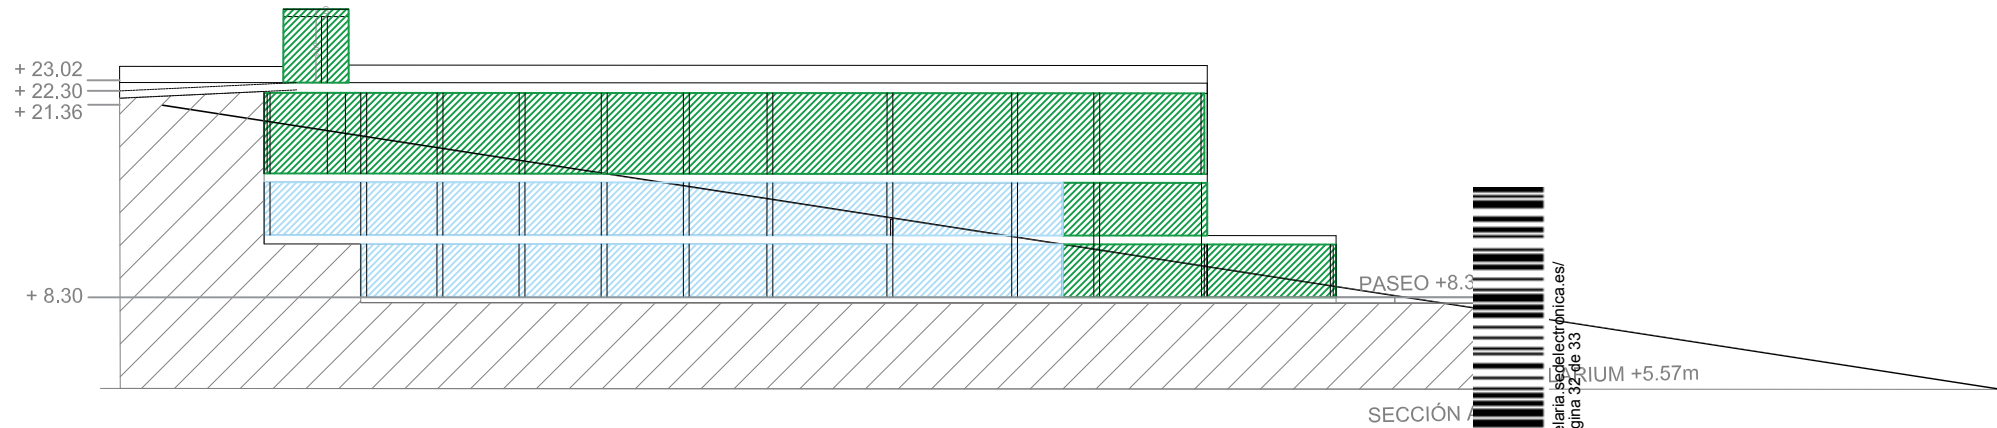 + 23.02
+ 22.30
+ 21.36
+ 8.30
PASEO +8.3
LARIUM +5.57m
SECCIÓN A
elaria.sedelectronica.es/
gina 32 de 33